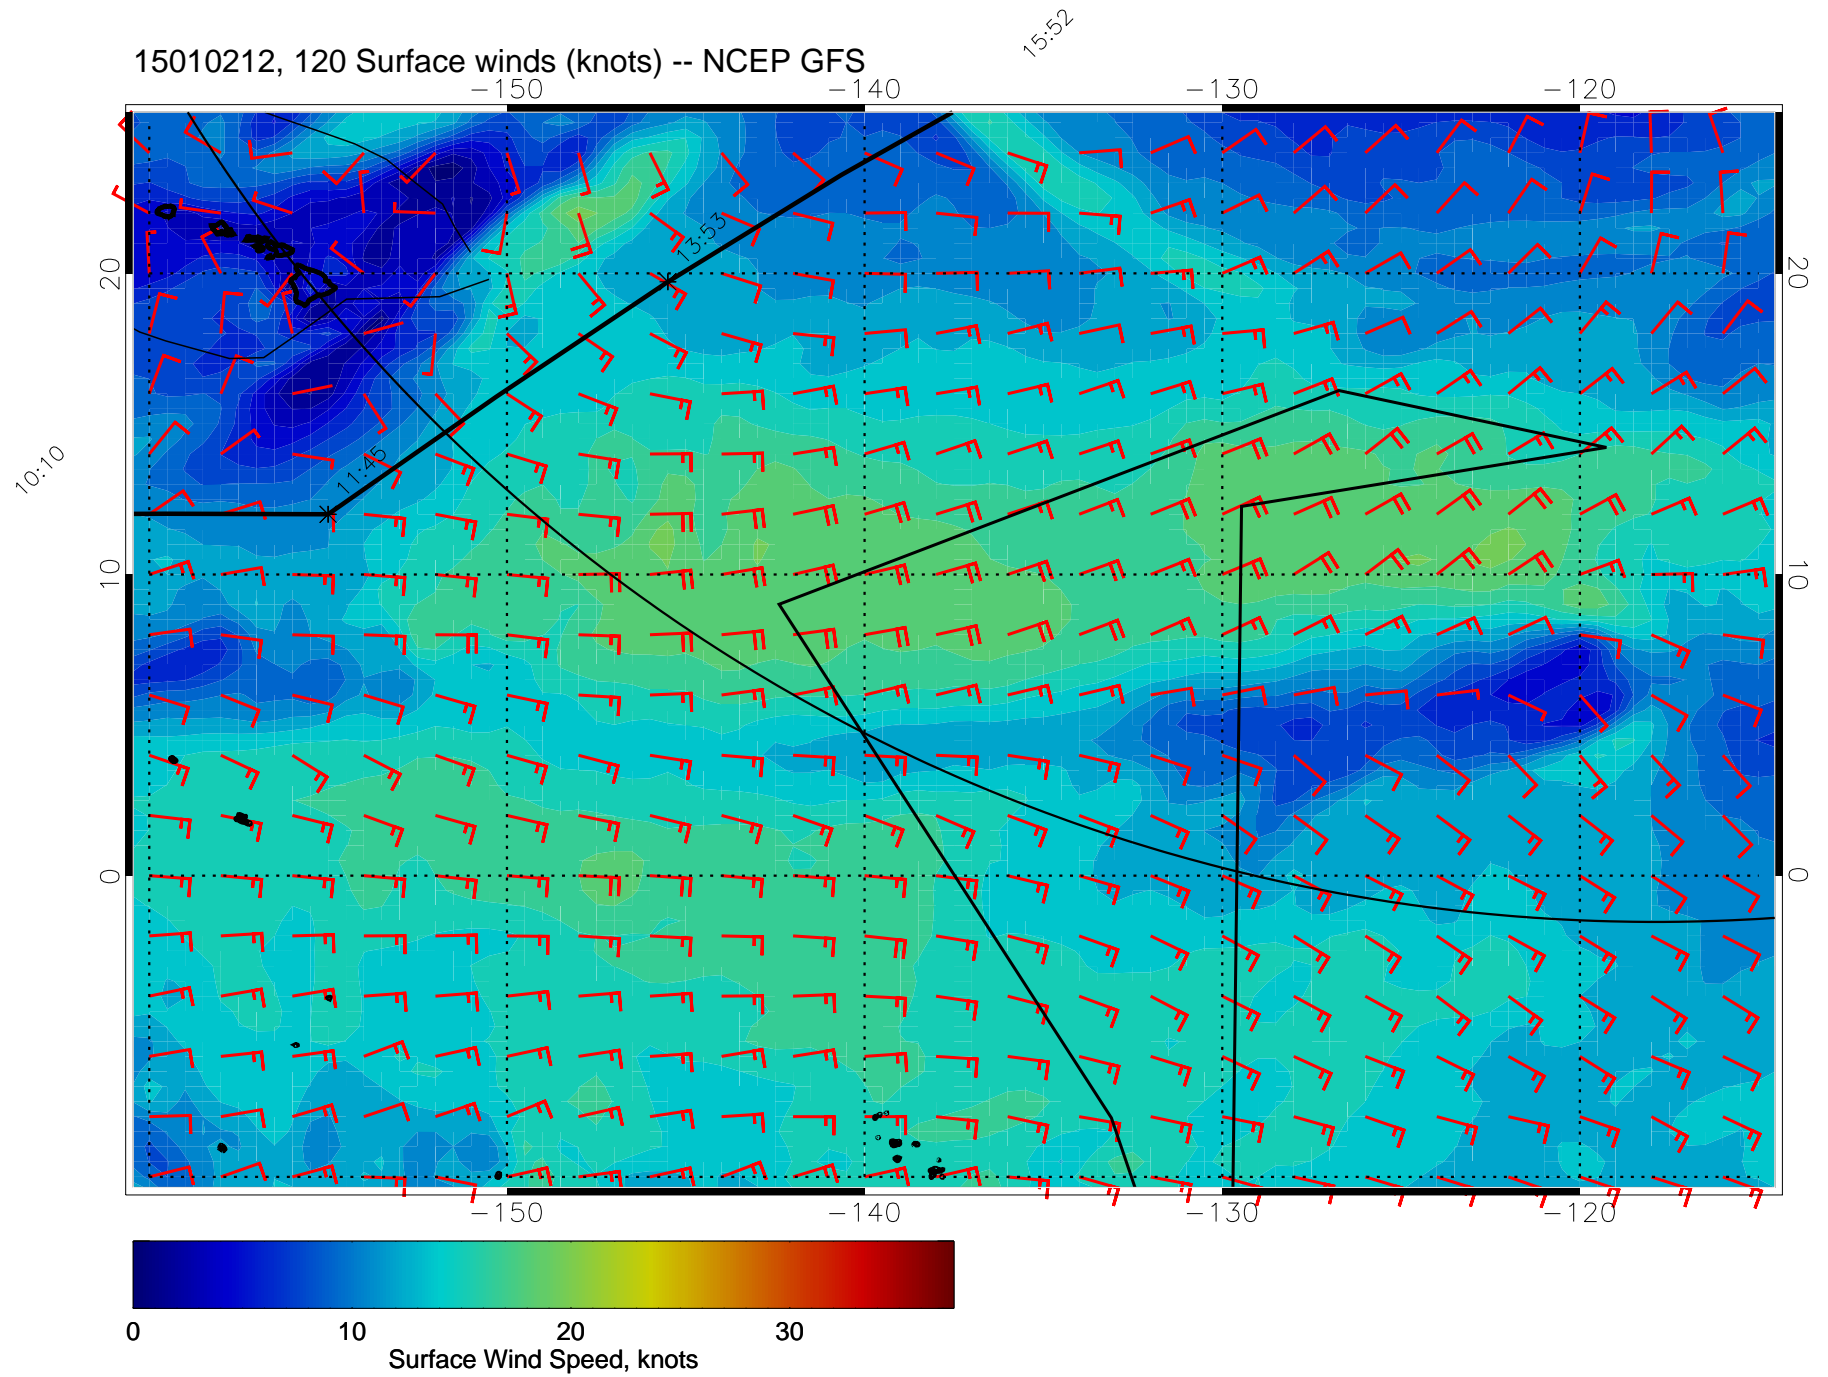 15:52
15010212, 120 Surface winds (knots) -- NCEP GFS
-150 -140 -130 -120
20 20
13:53
10:10
11:45
10 10
0 0
-150 -140 -130 -120
0 10 20 30
Surface Wind Speed, knots